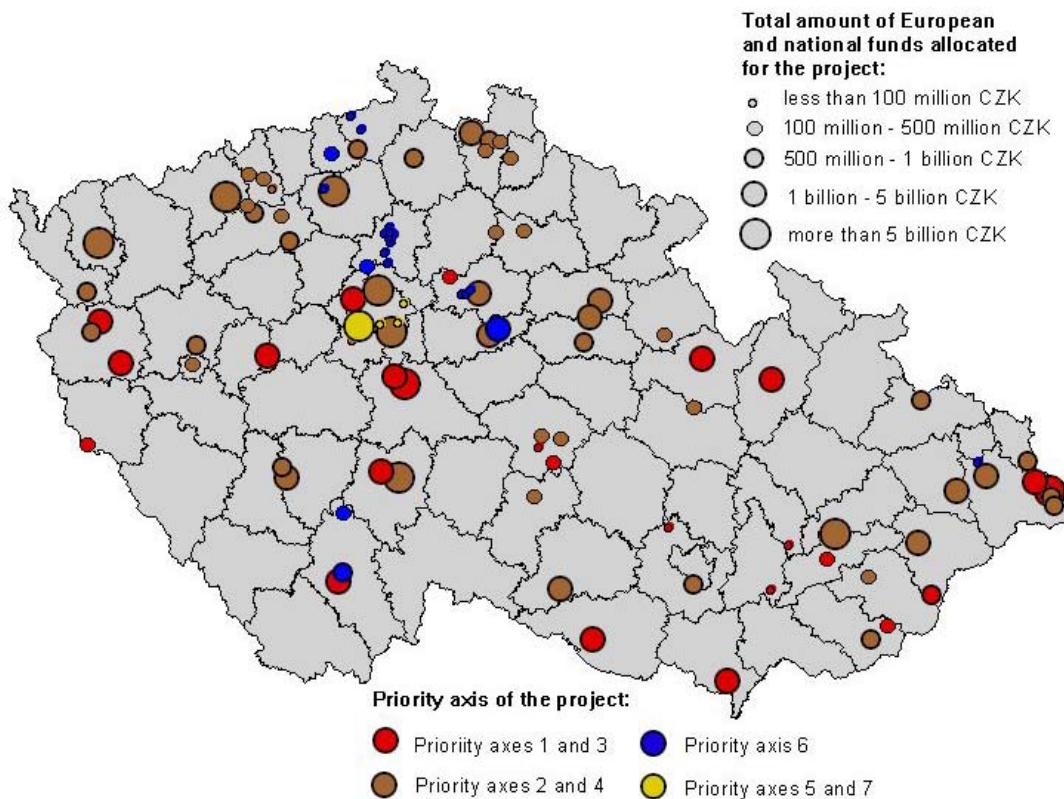 Total amount of European
and national funds allocated
for the project:
less than 100 million CZK
100 million - 500 million CZK
500 million - 1 billion CZK
1 billion - 5 billion CZK
more than 5 billion CZK
Priority axis of the project:
Prioriity axes 1 and 3
Priority axis 6
Priority axes 2 and 4
Priority axes 5 and 7